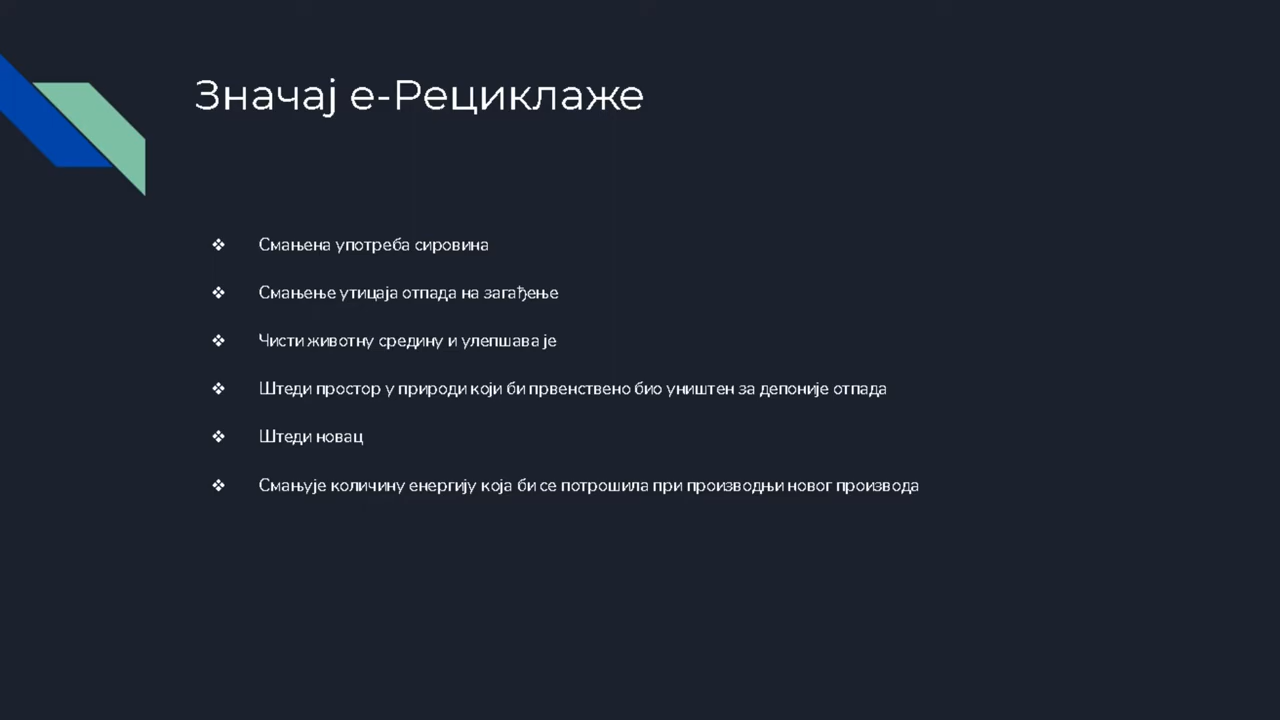 Значај е-Рециклаже
❖ Смањена употреба сировина
❖ Смањење утицаја отпада на загађење
❖ Чисти животну средину и улепшава је
❖ Штеди простор у природи који би првенствено био уништен за депоније отпада
❖ Штеди новац
❖ Смањује количину енергију која би се потрошила при производњи новог производа